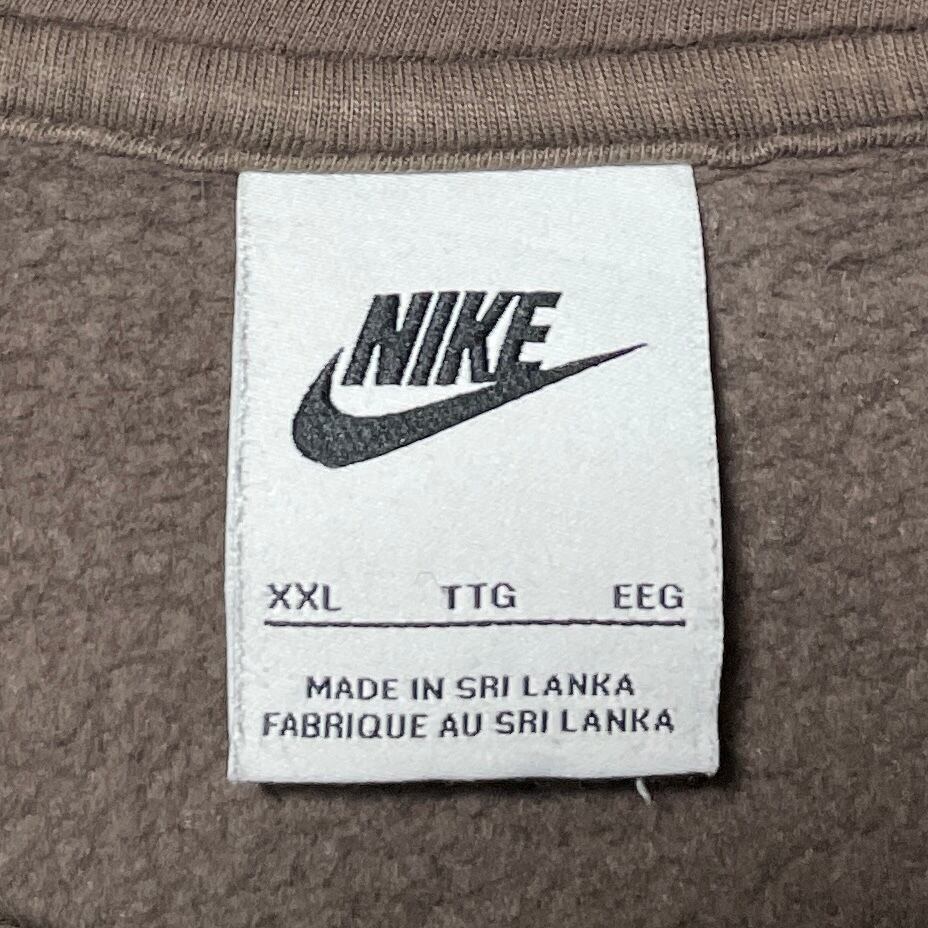 NIKE
XXL TTG EEG
MADE IN SRI LANKA
FABRIQUE AU SRI LANKA